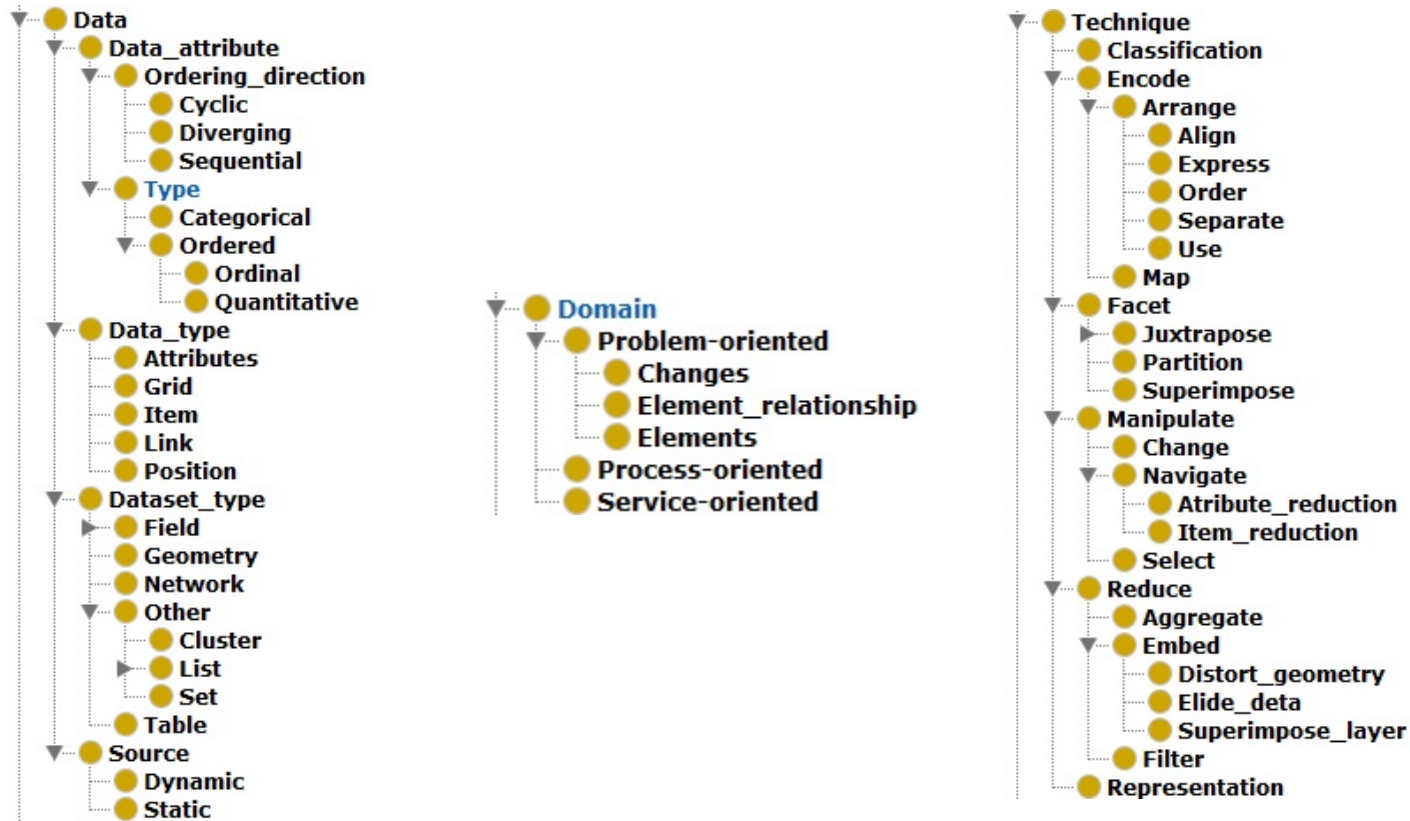 Data
Data_attribute
Ordering_direction
Cyclic
Diverging
Sequential
Type
Categorical
Ordered
Ordinal
Quantitative
Data_type
Attributes
Grid
Item
Link
Position
Dataset_type
Field
Geometry
Network
Other
Cluster
List
Set
Table
Source
Dynamic
Static
Domain
Problem-oriented
Changes
Element_relationship
Elements
Process-oriented
Service-oriented
Technique
Classification
Encode
Arrange
Align
Express
Order
Separate
Use
Map
Facet
Juxtrapose
Partition
Superimpose
Manipulate
Change
Navigate
Atribute_reduction
Item_reduction
Select
Reduce
Aggregate
Embed
Distort_geometry
Elide_deta
Superimpose_layer
Filter
Representation